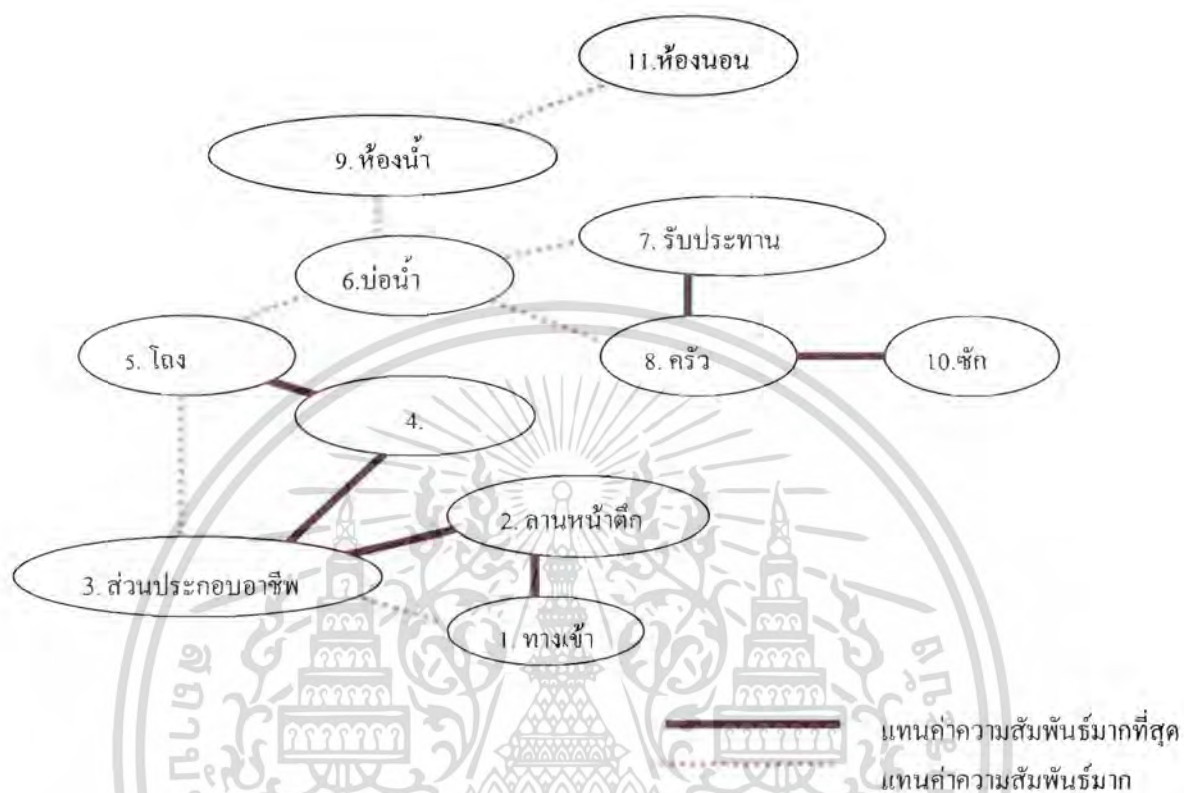 11.ห้องนอน
9. ห้องน้ำ
7. รับประทาน
6.บ่อน้ำ
5. โถง
8. ครัว
10.ซัก
4.
2. ลานหน้าตึก
3. ส่วนประกอบอาชีพ
1. ทางเข้า
แทนค่าความสัมพันธ์มากที่สุด
แทนค่าความสัมพันธ์มาก